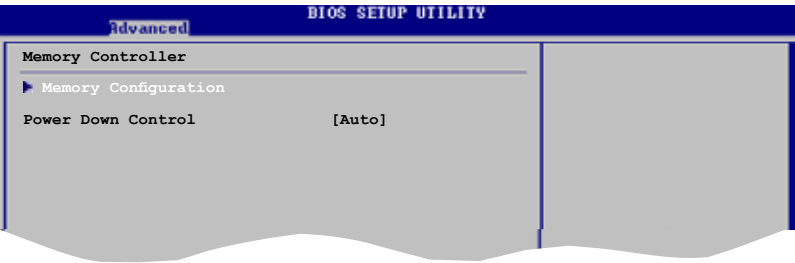 BIOS SETUP UTILITY
Advanced
Memory Controller
Memory Configuration
Power Down Control [Auto]